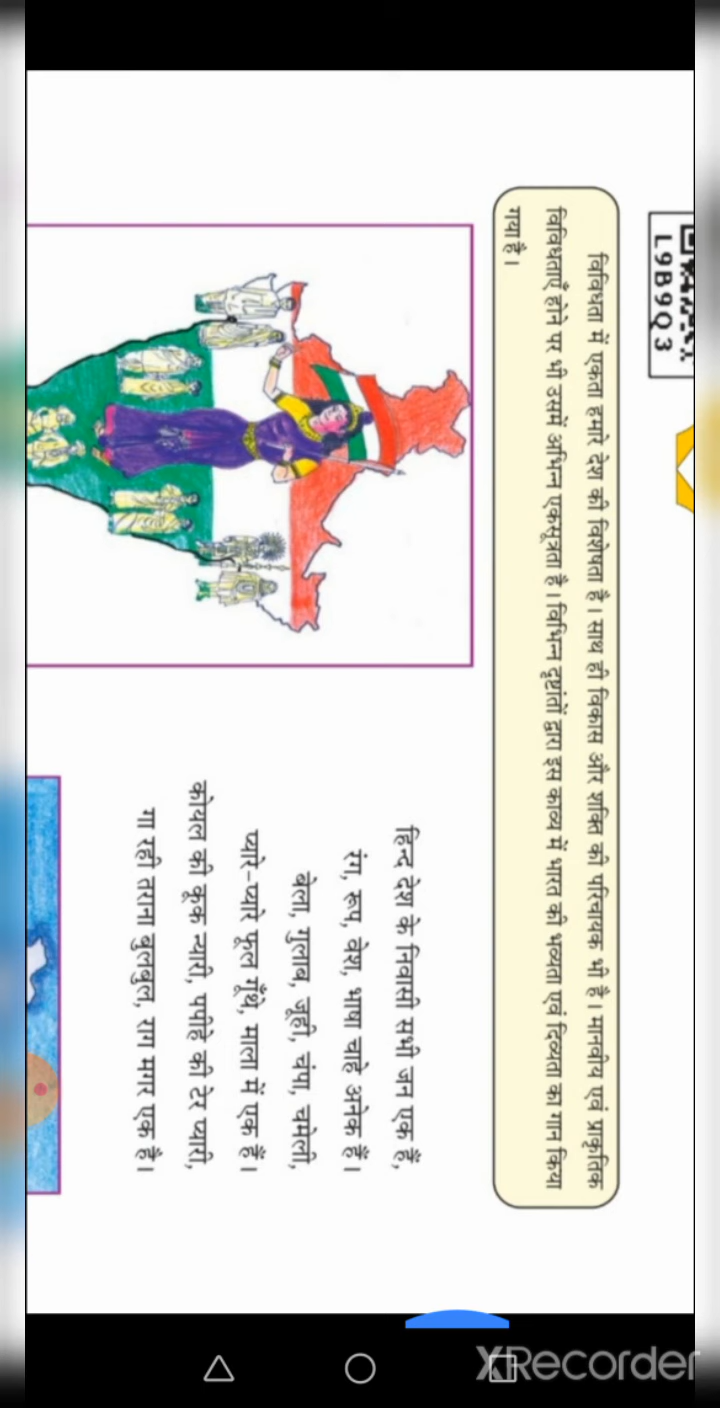 L9B9Q3
विविधता में एकता हमारे देश की विशेषता है। साथ ही विकास और शक्ति की परिचायक भी है। मानवीय एवं प्राकृतिक
विविधताएँ होने पर भी उसमें अभिन्न एकसूत्रता है। विभिन्न दृष्टांतों द्वारा इस काव्य में भारत की भव्यता एवं दिव्यता का गान किया
गया है।
हिन्द देश के निवासी सभी जन एक हैं,
रंग, रूप, वेश, भाषा चाहे अनेक हैं।
बेला, गुलाब, जूही, चंपा, चमेली,
प्यारे-प्यारे फूल गूँथे, माला में एक हैं।
कोयल की कूक न्यारी, पपीहे की टेर प्यारी,
गा रही तराना बुलबुल, राग मगर एक है।
XRecorder